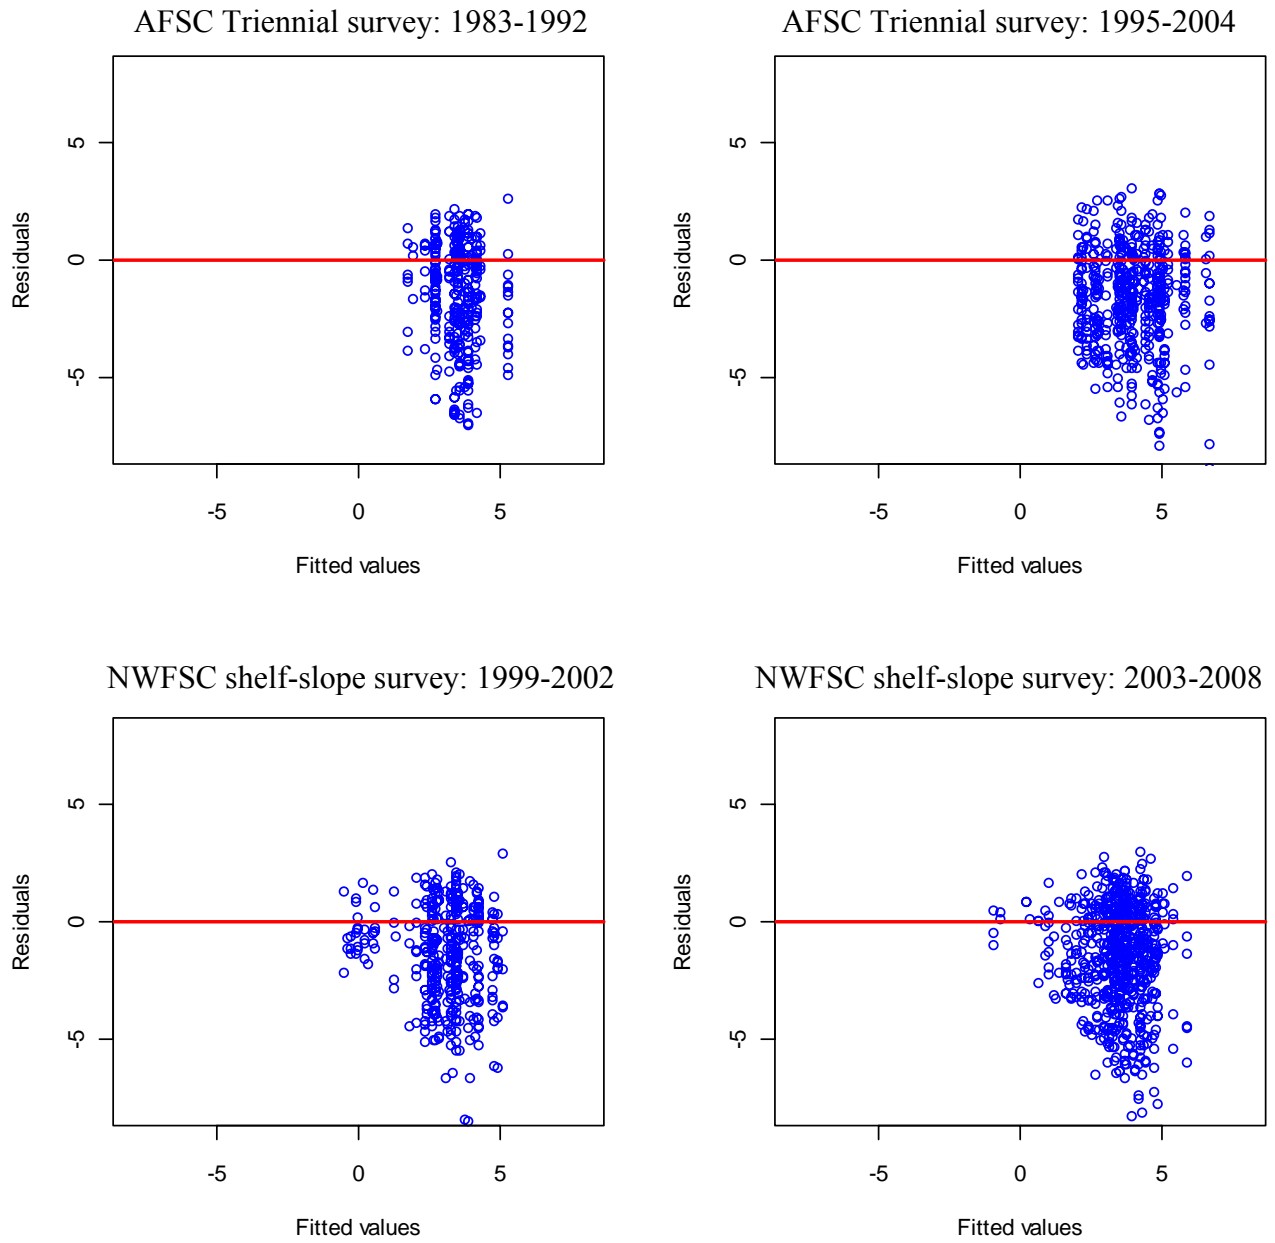 AFSC Triennial survey: 1983-1992
5
0
-5
Residuals
-5 0 5
Fitted values
AFSC Triennial survey: 1995-2004
5
0
-5
Residuals
-5 0 5
Fitted values
NWFSC shelf-slope survey: 1999-2002
5
0
-5
Residuals
-5 0 5
Fitted values
NWFSC shelf-slope survey: 2003-2008
5
0
-5
Residuals
-5 0 5
Fitted values